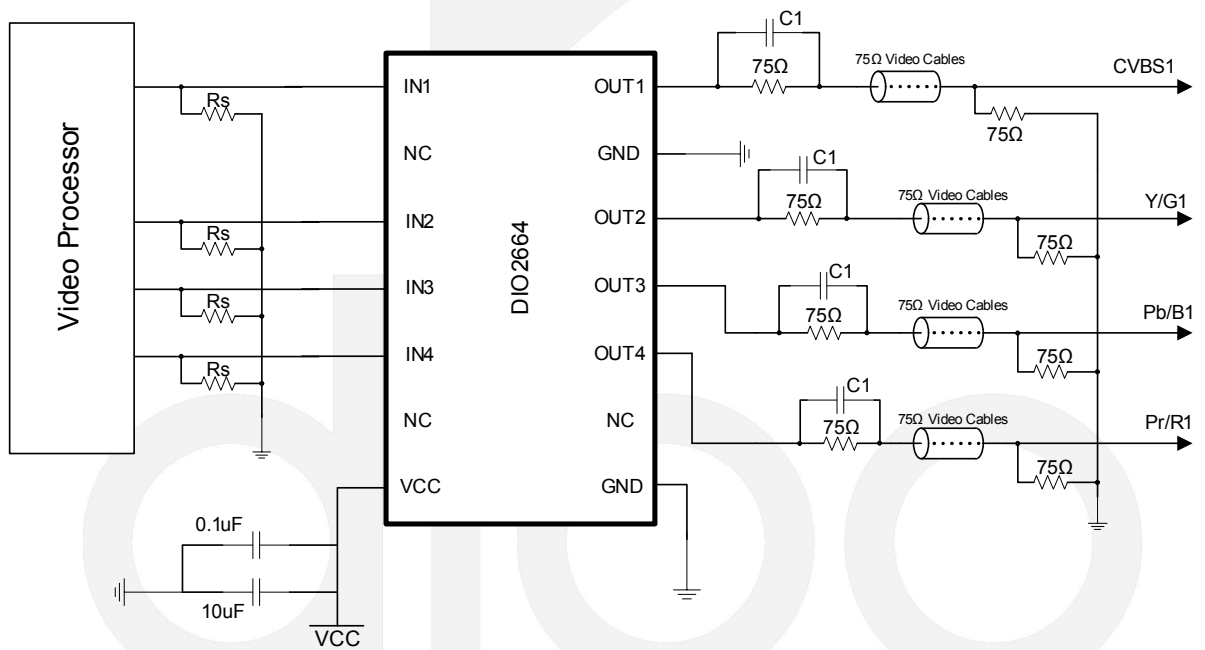 C1
75Ω
75Ω Video Cables
CVBS1
IN1
OUT1
Rs
75Ω
NC
GND
C1
75Ω
75Ω Video Cables
Y/G1
IN2
OUT2
Rs
75Ω
Video Processor
DIO2664
C1
75Ω
75Ω Video Cables
Pb/B1
IN3
OUT3
Rs
75Ω
IN4
OUT4
Rs
C1
75Ω
75Ω Video Cables
Pr/R1
NC
NC
75Ω
VCC
GND
0.1uF
10uF
VCC
dioo